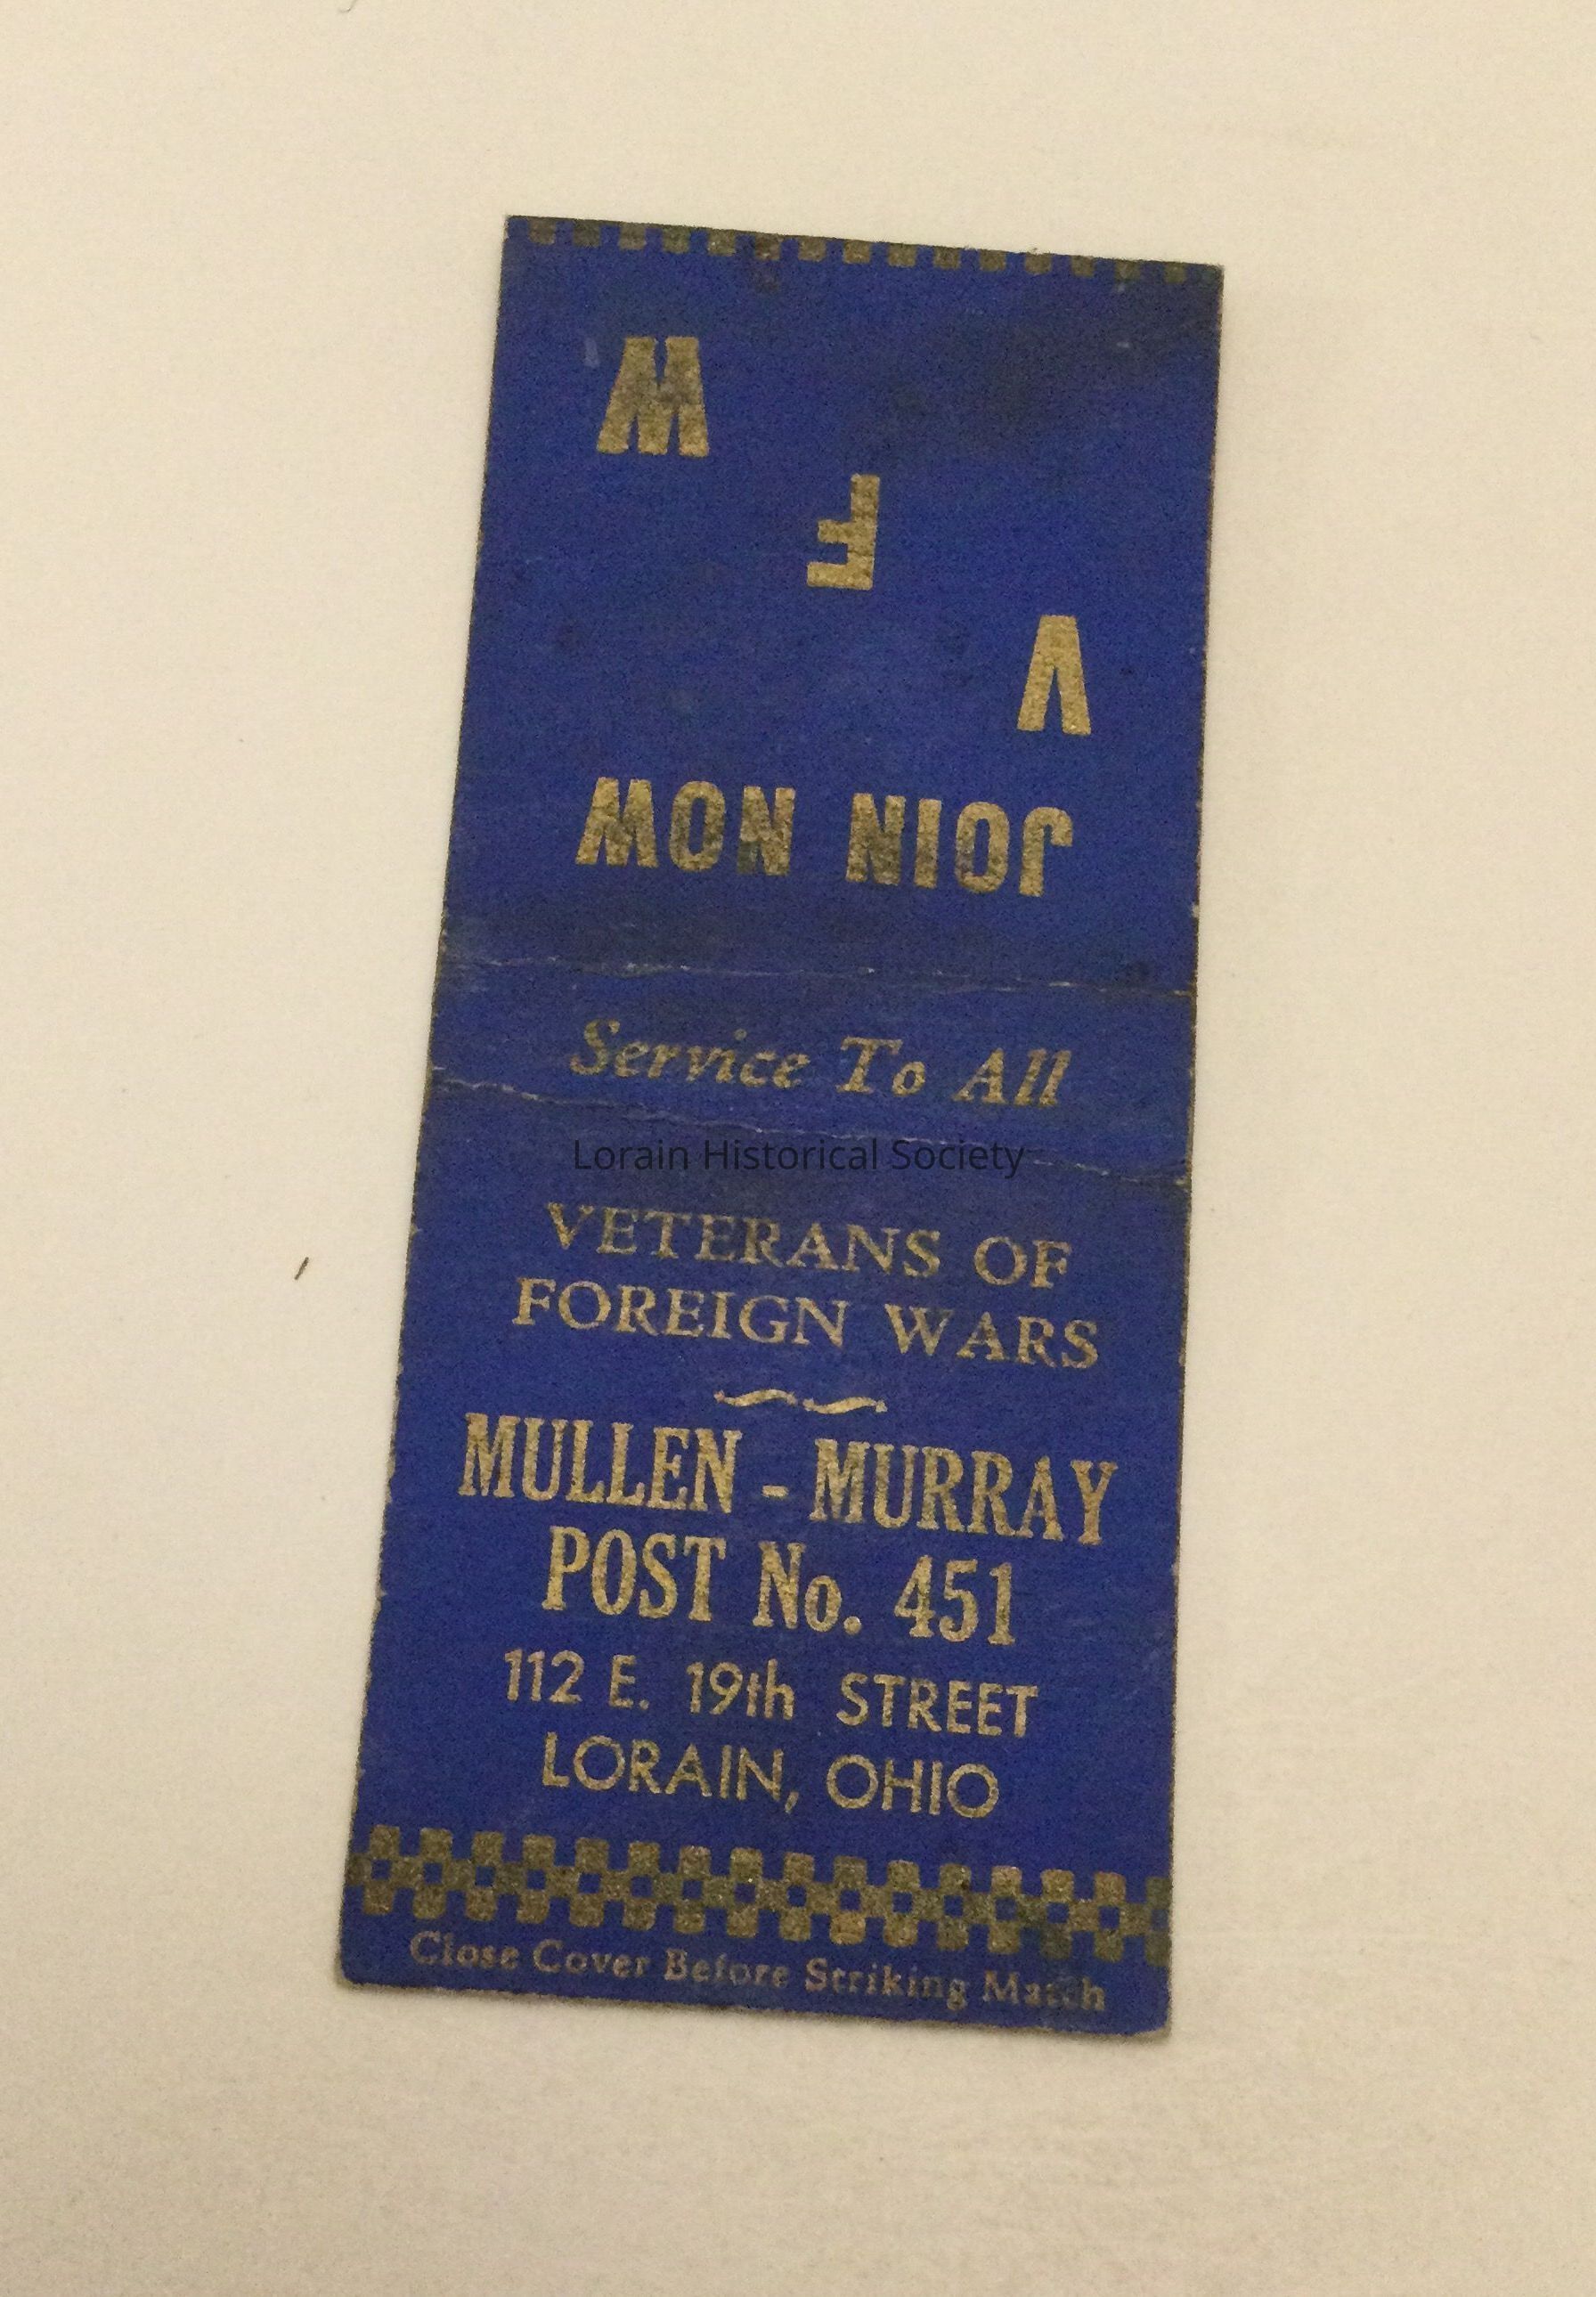 W
F
V
JOIN NOW
Service To All
Lorain Historical Society
VETERANS OF
FOREIGN WARS
MULLEN - MURRAY
POST No. 451
112 E. 19th STREET
LORAIN, OHIO
Close Cover Before Striking Match